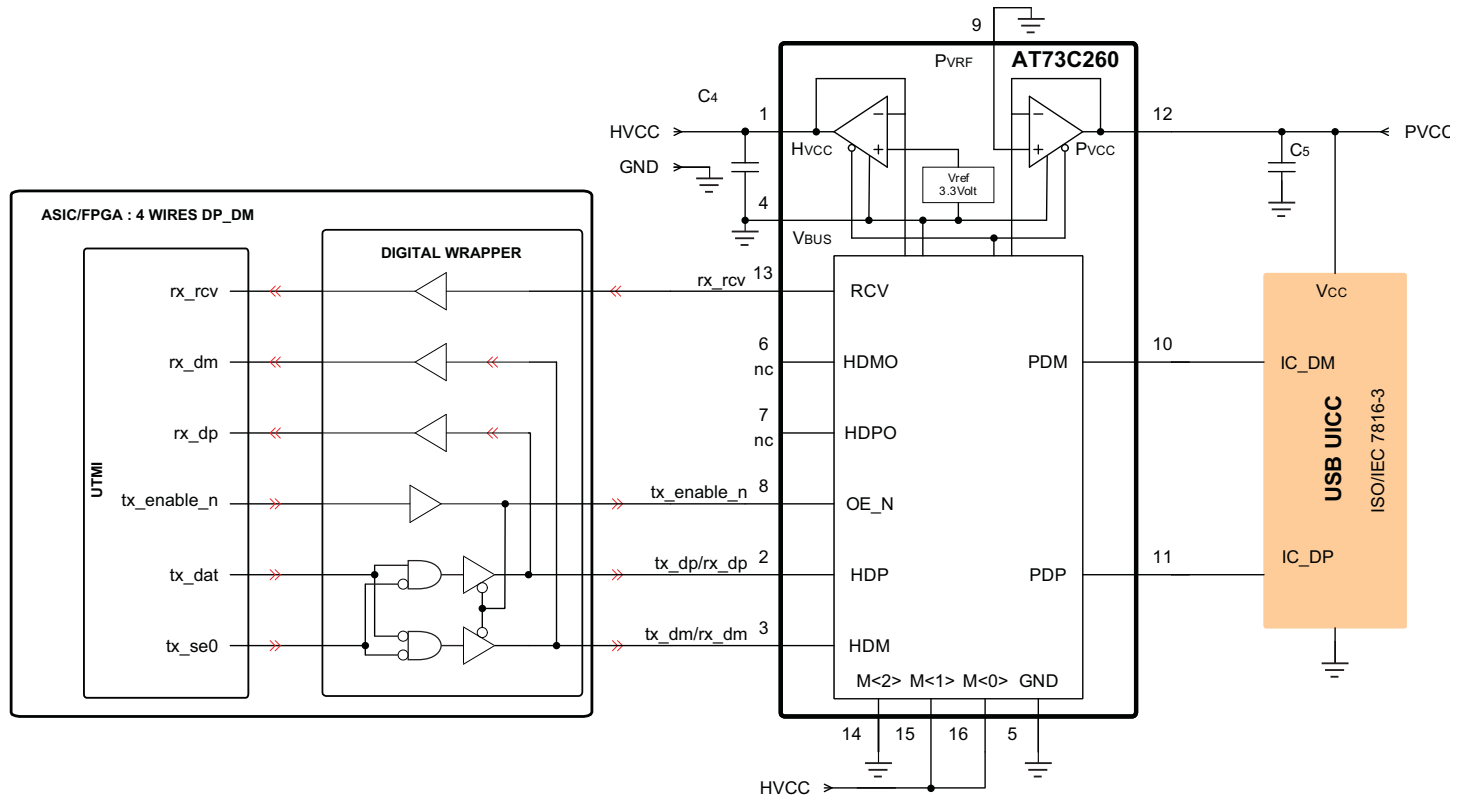 9
PVRF
AT73C260
C4
1
12
HVCC
PVCC
HVCC
PVCC
C5
GND
Vref
3.3Volt
4
VBUS
ASIC/FPGA : 4 WIRES DP_DM
DIGITAL WRAPPER
UTMI
rx_rcv
rx_rcv
13
RCV
VCC
rx_dm
6
nc
HDMO
PDM
10
IC_DM
rx_dp
7
nc
HDPO
USB UICC
ISO/IEC 7816-3
tx_enable_n
tx_enable_n
8
OE_N
tx_dat
tx_dp/rx_dp
2
HDP
PDP
11
IC_DP
tx_se0
tx_dm/rx_dm
3
HDM
M<2> M<1> M<0> GND
14 15 16 5
HVCC